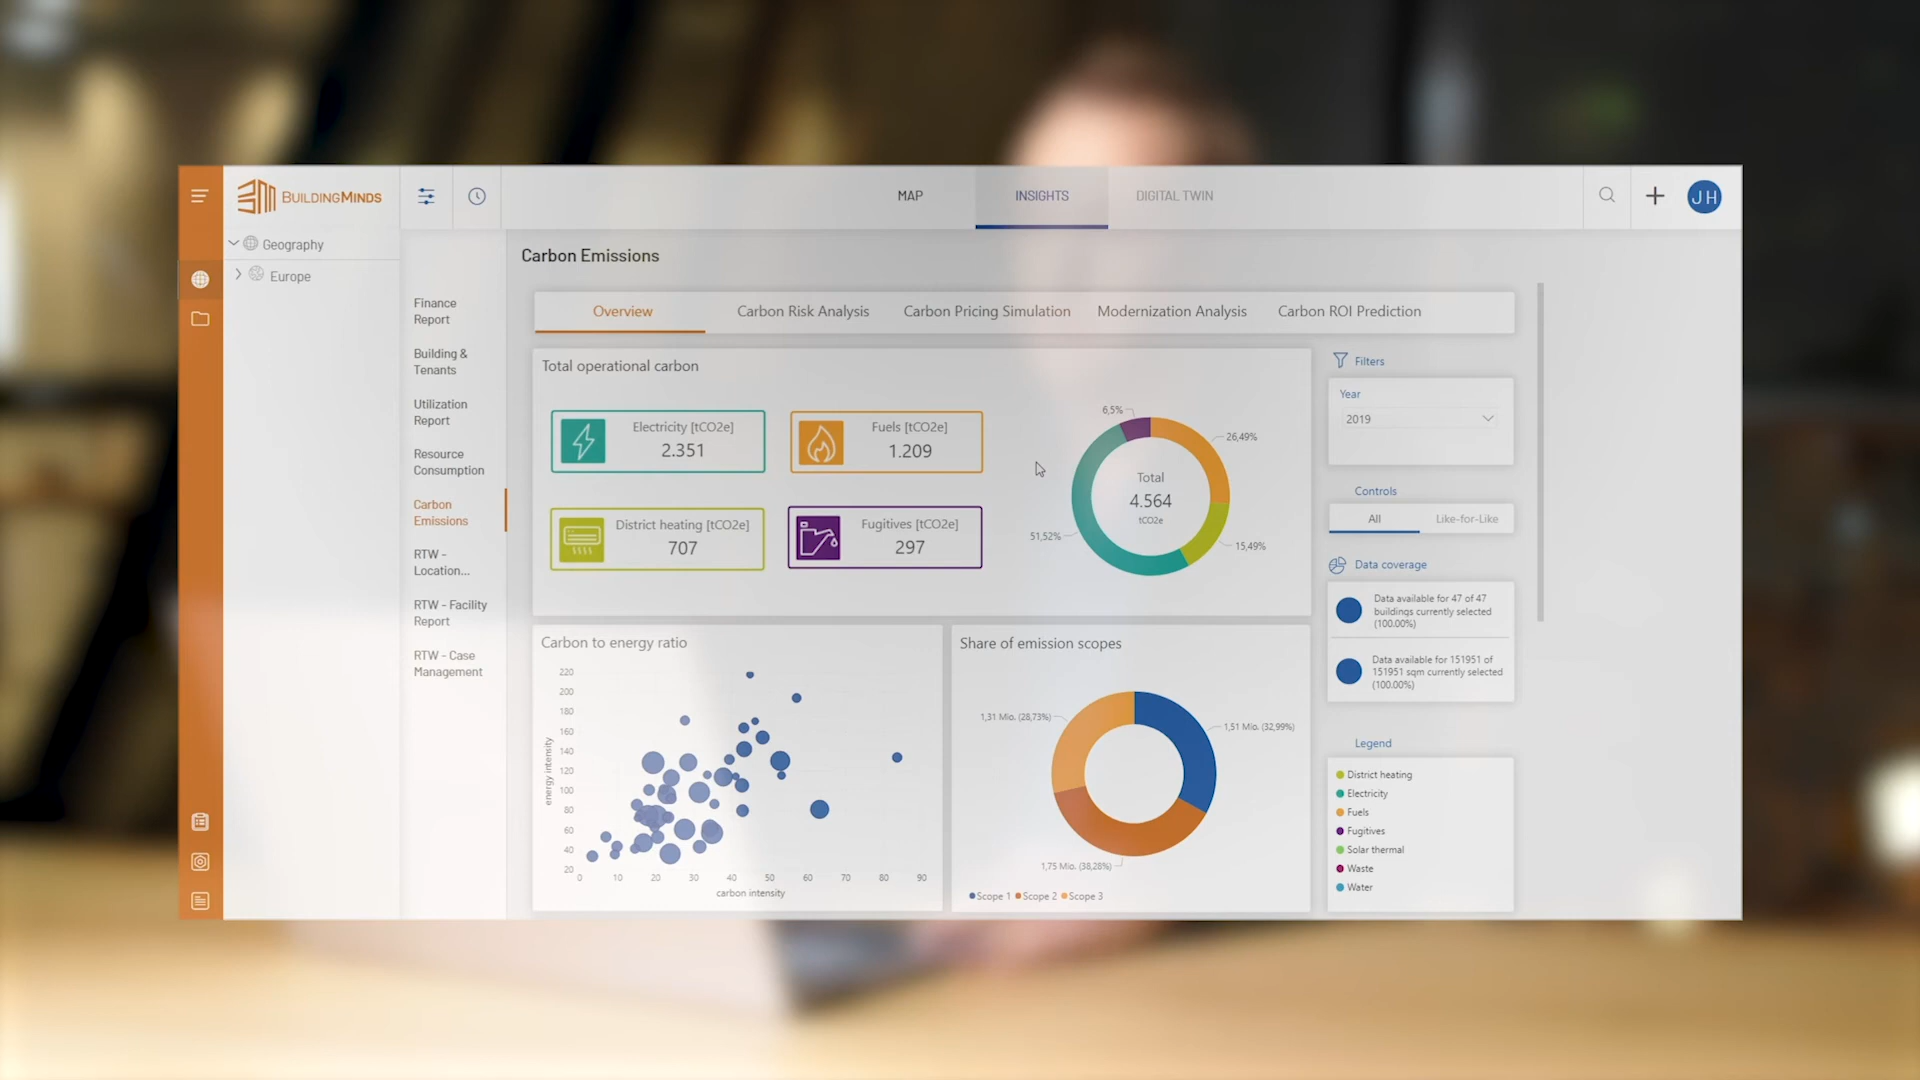 BUILDINGMINDS
MAP
INSIGHTS
DIGITAL TWIN
JH
Geography
Europe
Finance
Report
Building &
Tenants
Utilization
Report
Resource
Consumption
Carbon
Emissions
RTW -
Location...
RTW - Facility
Report
RTW - Case
Management
Carbon Emissions
Overview
Carbon Risk Analysis
Carbon Pricing Simulation
Modernization Analysis
Carbon ROI Prediction
Total operational carbon
Electricity [tCO2e]
2.351
Fuels [tCO2e]
1.209
District heating [tCO2e]
707
Fugitives [tCO2e]
297
6,5%
26,49%
51,52%
15,49%
Total
4.564
tCO2e
Filters
Year
2019
Controls
All
Like-for-Like
Data coverage
Data available for 47 of 47
buildings currently selected
(100.00%)
Data available for 151951 of
151951 sqm currently selected
(100.00%)
Legend
District heating
Electricity
Fuels
Fugitives
Solar thermal
Waste
Water
Carbon to energy ratio
energy intensity
220
200
180
160
140
120
100
80
60
40
20
0
10
20
30
40
50
60
70
80
90
carbon intensity
Share of emission scopes
1,31 Mio. (28,73%)
1,51 Mio. (32,99%)
1,75 Mio. (38,28%)
Scope 1
Scope 2
Scope 3